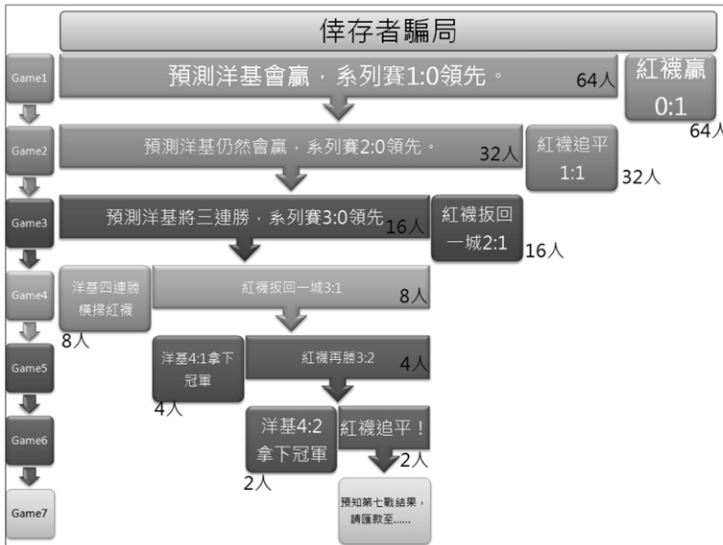 倖存者騙局
Game1
預測洋基會贏，系列賽1:0領先。
64人
紅襪贏
0:1
64人
Game2
預測洋基仍然會贏，系列賽2:0領先。
32人
紅襪追平
1:1
32人
Game3
預測洋基將三連勝，系列賽3:0領先
16人
紅襪扳回
一城2:1
16人
Game4
洋基四連勝
橫掃紅襪
8人
紅襪扳回一城3:1
8人
Game5
洋基4:1拿下
冠軍
4人
紅襪再勝3:2
4人
Game6
洋基4:2
拿下冠軍
2人
紅襪追平！
2人
Game7
預知第七戰結果，
請匯款至......